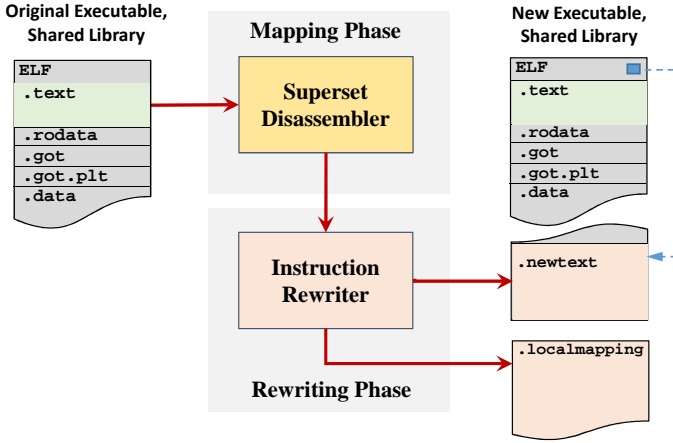 Original Executable,
Shared Library
ELF
.text
.rodata
.got
.got.plt
.data
Mapping Phase
Superset
Disassembler
Instruction
Rewriter
Rewriting Phase
New Executable,
Shared Library
ELF
.text
.rodata
.got
.got.plt
.data
.newtext
.localmapping